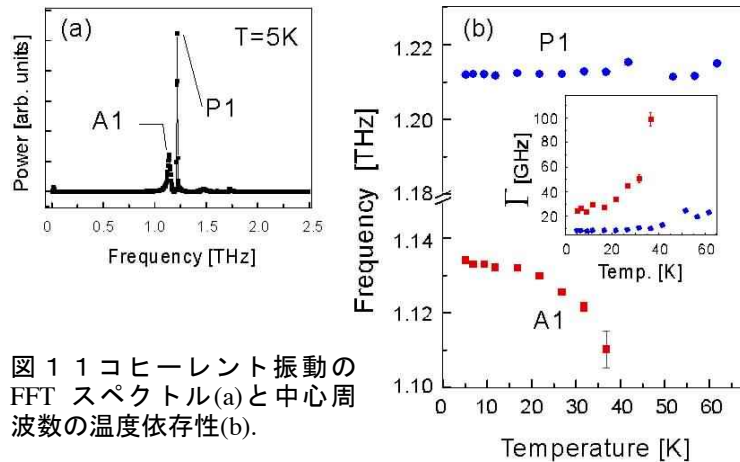 (a)
T=5K
A1
P1
Power [arb. units]
0.0
0.5
1.0
1.5
2.0
2.5
Frequency [THz]
図11コヒーレント振動の
FFT スペクトル(a)と中心周
波数の温度依存性(b).
(b)
P1
A1
Frequency [THz]
1.22
1.20
1.18
1.14
1.12
1.10
0
10
20
30
40
50
60
Temperature [K]
Γ [GHz]
100
80
60
40
20
0
20
40
60
Temp. [K]